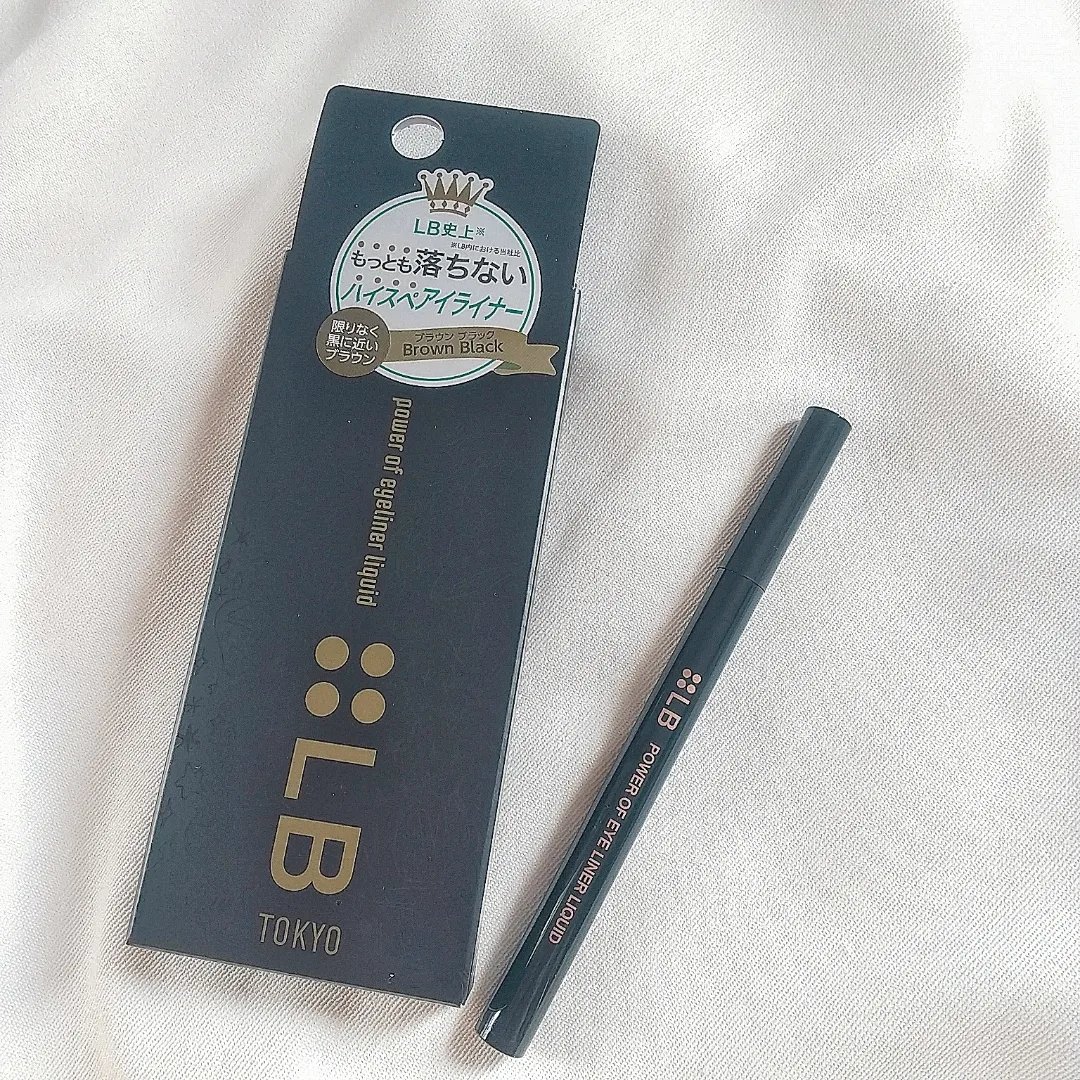 LB史上※
※LB内における当社比
もっとも落ちない
ハイスペアイライナー
限りなく
黒に近い
ブラウン
ブラウン ブラック
Brown Black
power of eyeliner liquid
LB
TOKYO
LB POWER OF EYE LINER LIQUID